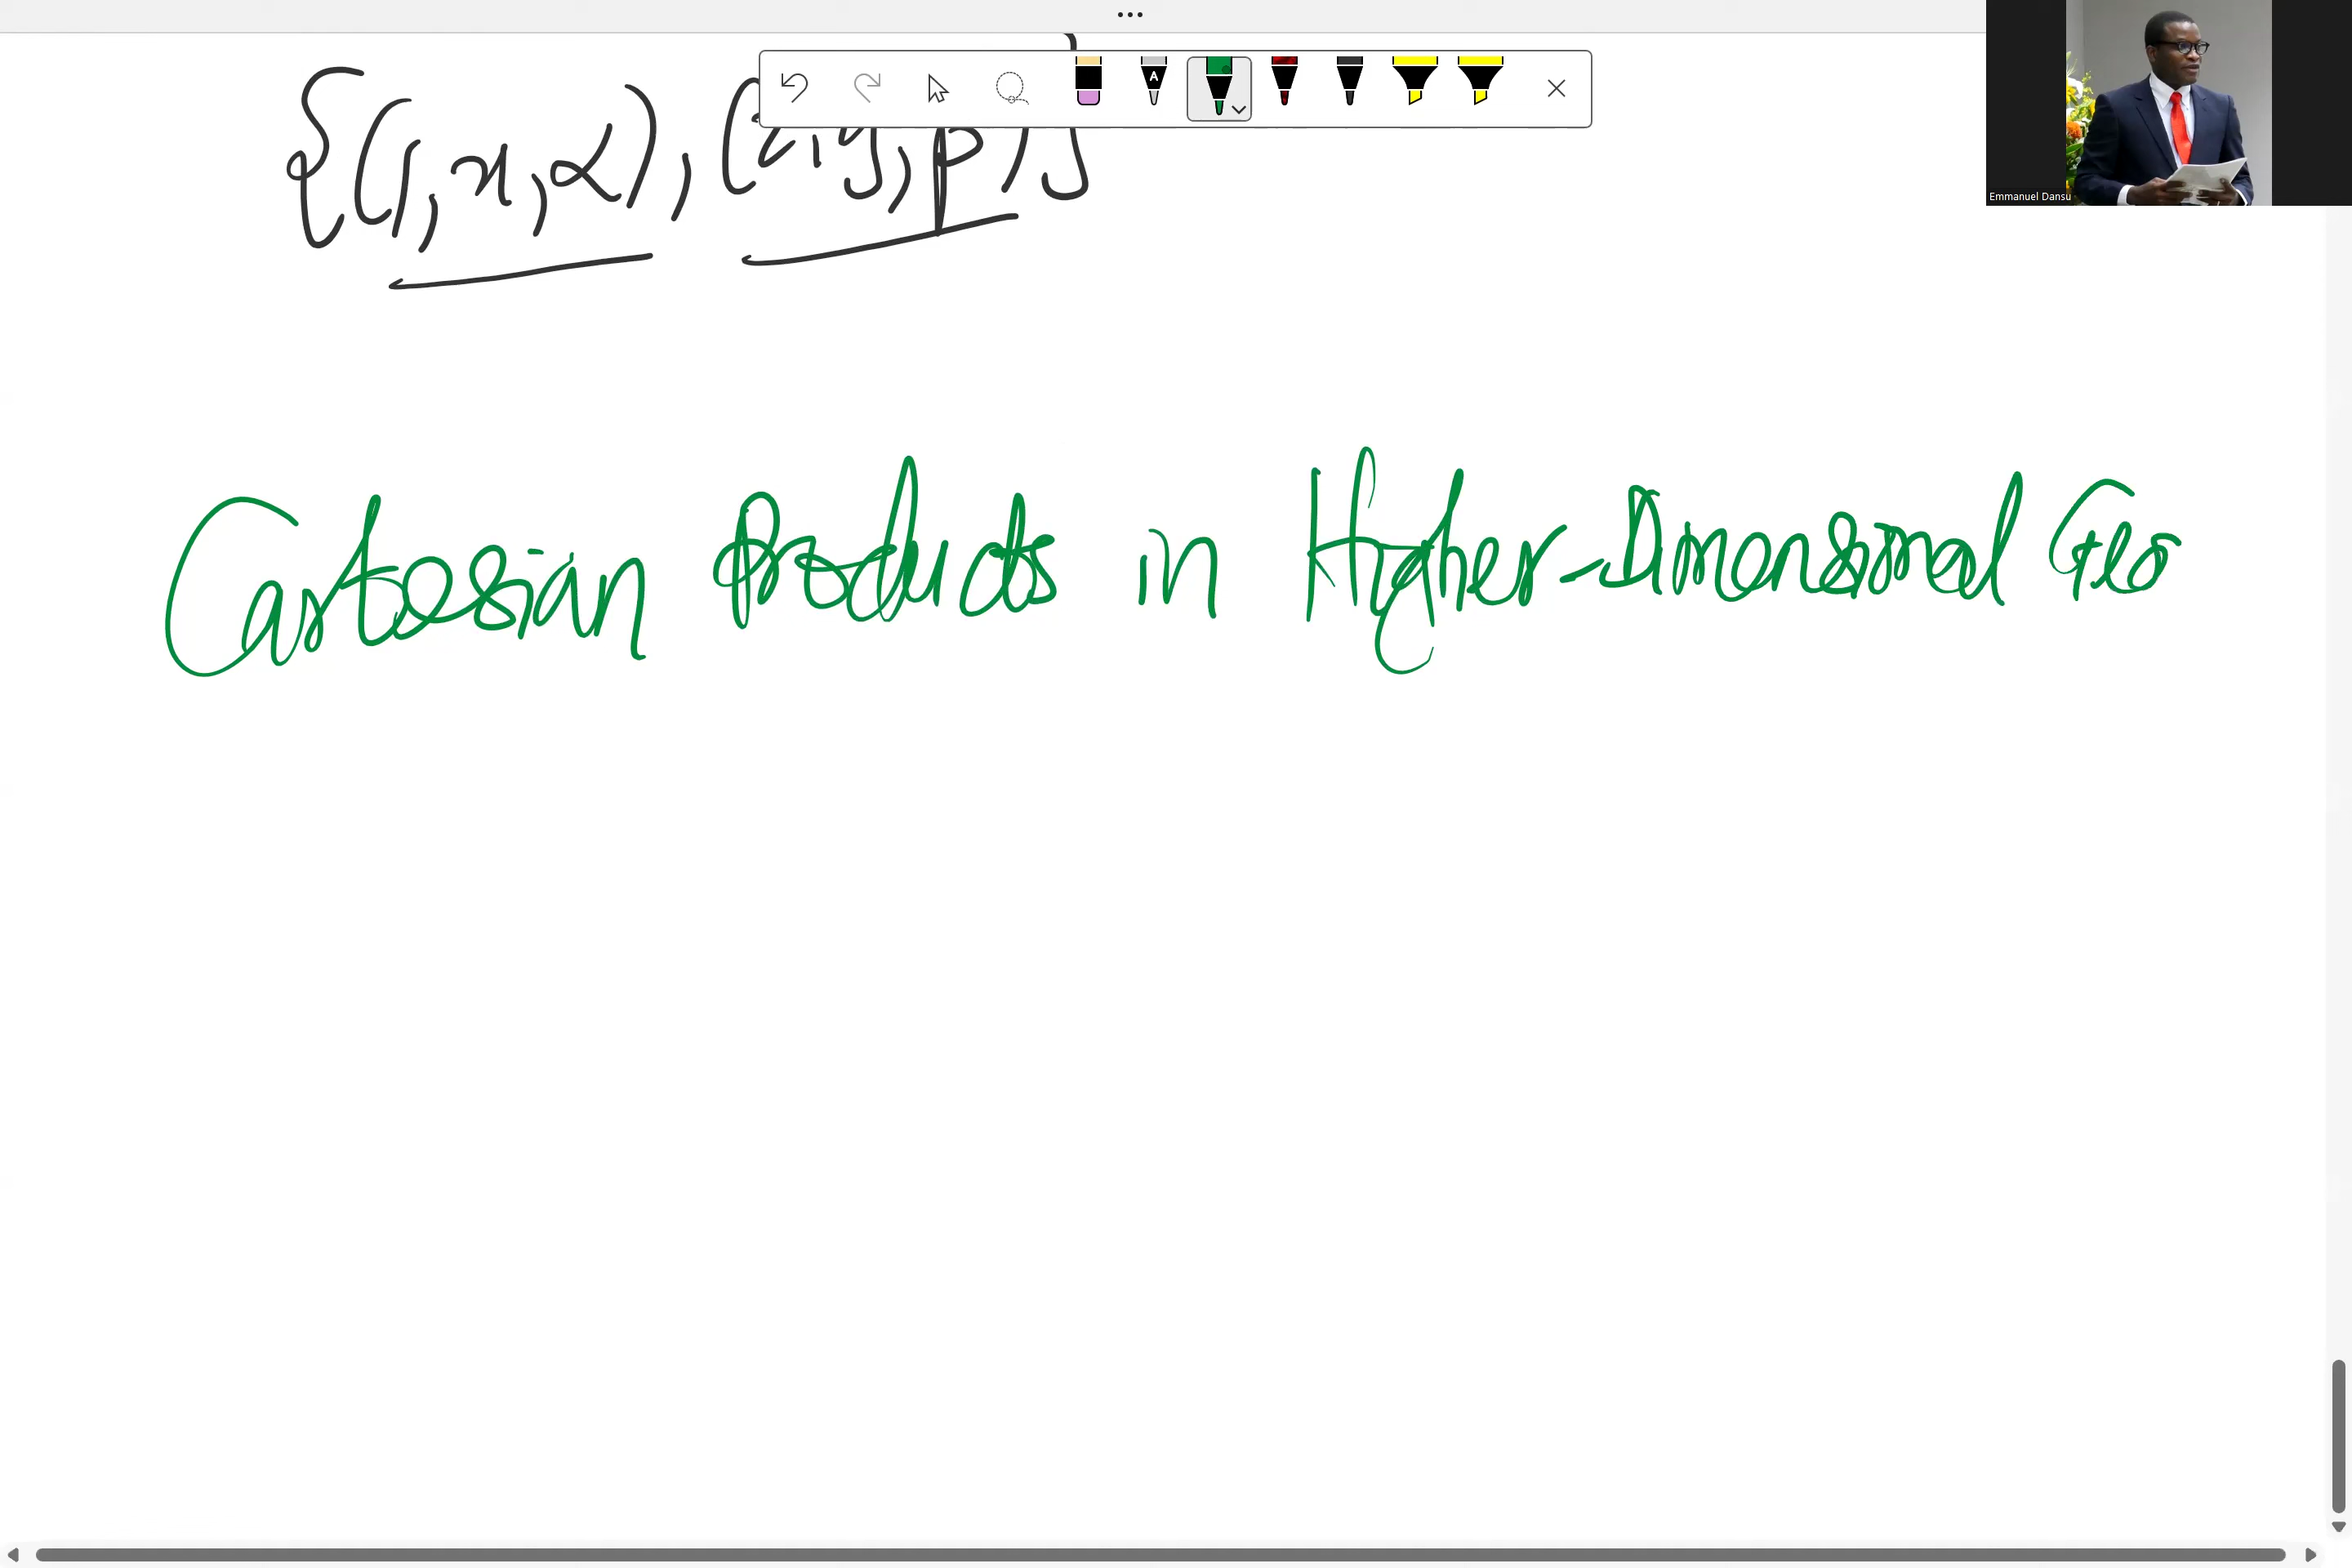 {(1, x, α), (2, y, β)}
Emmanuel Dansu
Cartesian Products in Higher-Dimensional Geo